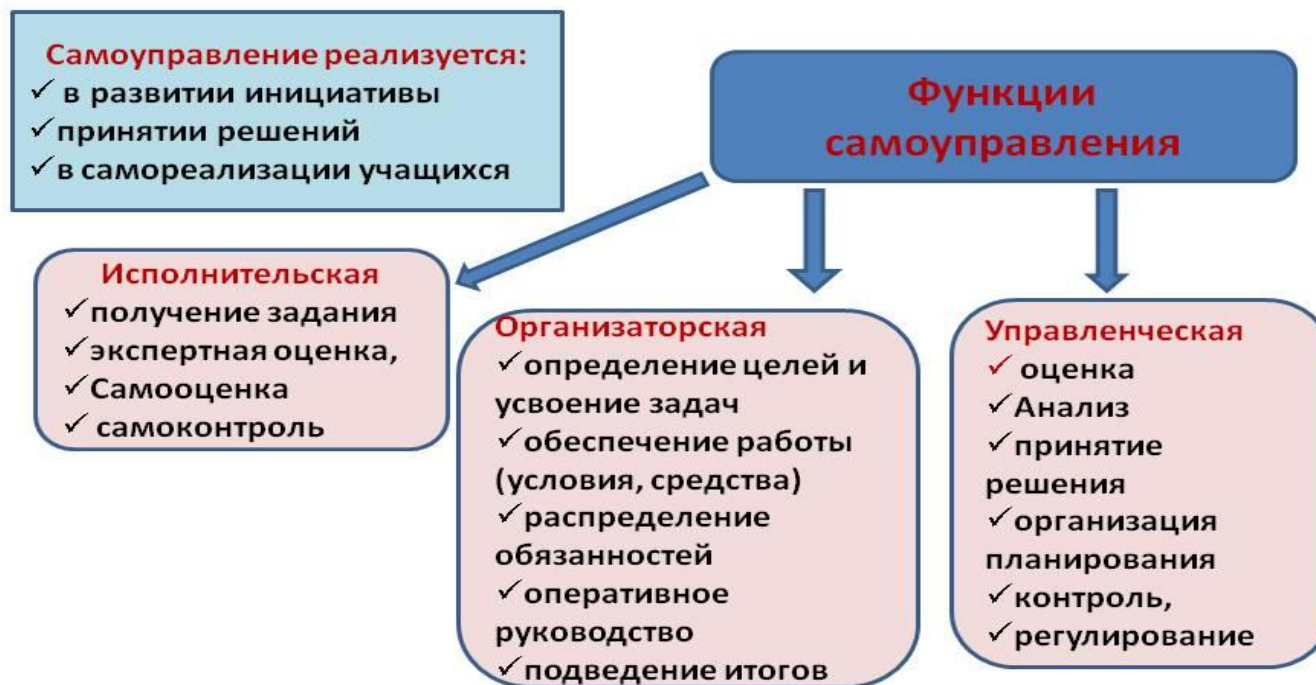 Самоуправление реализуется:
✓ в развитии инициативы
✓принятии решений
✓в самореализации учащихся
Функции
самоуправления
Исполнительская
✓получение задания
✓экспертная оценка,
✓Самооценка
✓ самоконтроль
Организаторская
✓определение целей и
усвоение задач
✓обеспечение работы
(условия, средства)
✓распределение
обязанностей
✓оперативное
руководство
✓подведение итогов
Управленческая
✓ оценка
✓Анализ
✓принятие
решения
✓организация
планирования
✓контроль,
✓регулирование